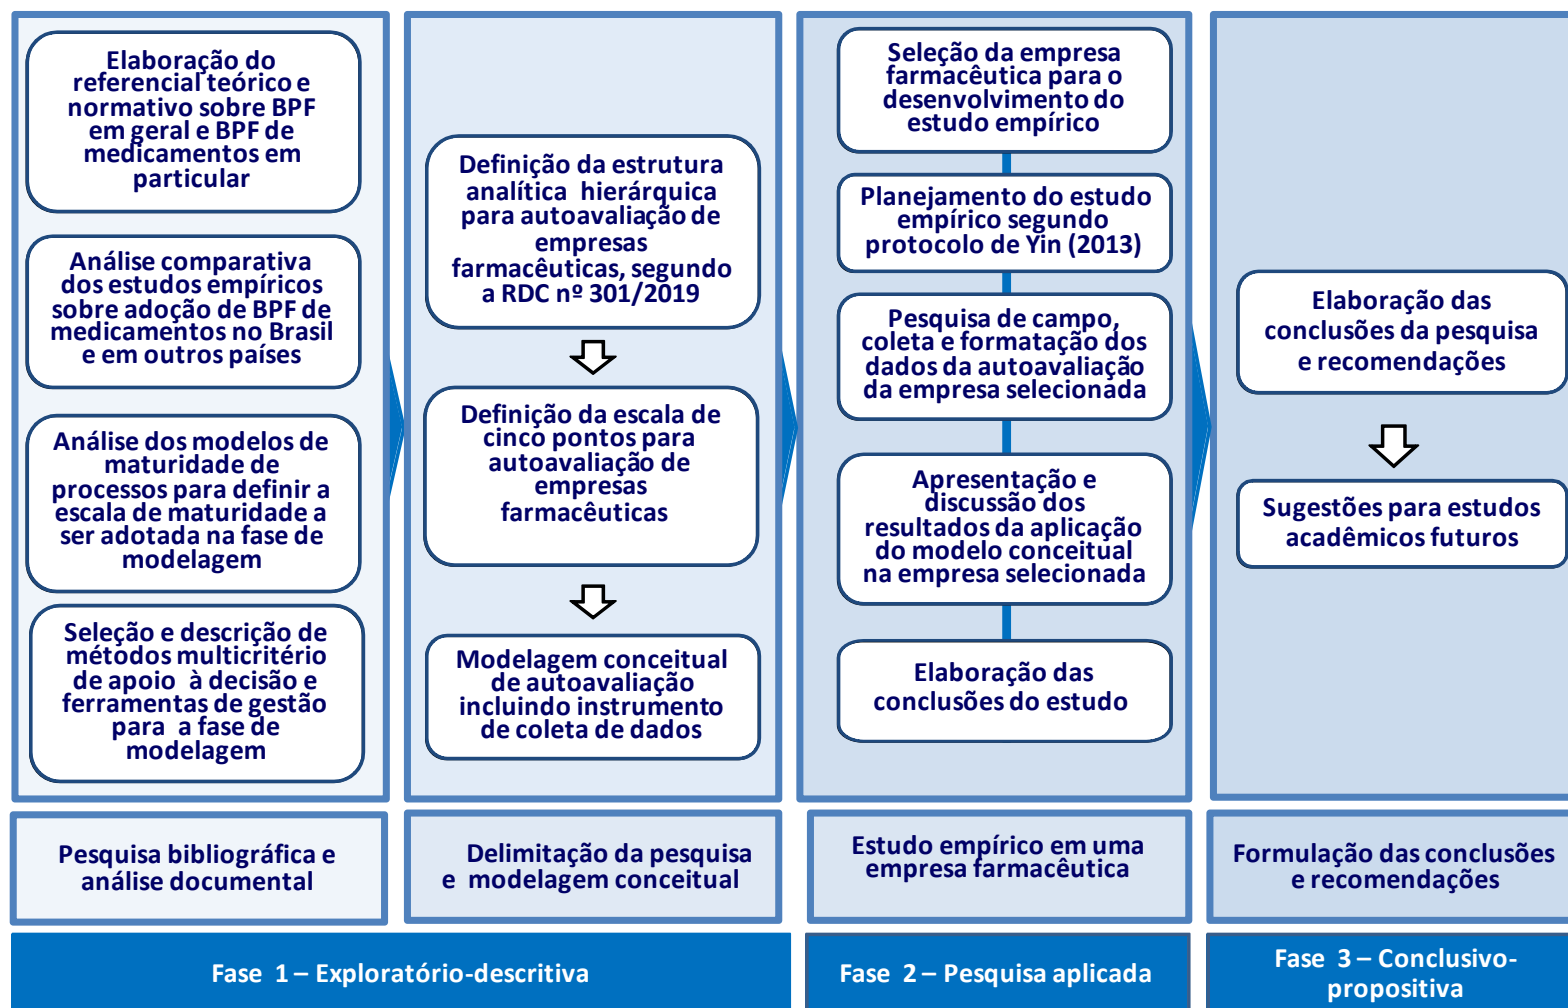 Elaboração do
referencial teórico e
normativo sobre BPF
em geral e BPF de
medicamentos em
particular
Análise comparativa
dos estudos empíricos
sobre adoção de BPF de
medicamentos no Brasil
e em outros países
Análise dos modelos de
maturidade de
processos para definir a
escala de maturidade a
ser adotada na fase de
modelagem
Seleção e descrição de
métodos multicritério
de apoio à decisão e
ferramentas de gestão
para a fase de
modelagem
Pesquisa bibliográfica e
análise documental
Definição da estrutura
analítica hierárquica
para autoavaliação de
empresas
farmacêuticas, segundo
a RDC nº 301/2019
Definição da escala de
cinco pontos para
autoavaliação de
empresas
farmacêuticas
Modelagem conceitual
de autoavaliação
incluindo instrumento
de coleta de dados
Delimitação da pesquisa
e modelagem conceitual
Seleção da empresa
farmacêutica para o
desenvolvimento do
estudo empírico
Planejamento do estudo
empírico segundo
protocolo de Yin (2013)
Pesquisa de campo,
coleta e formatação dos
dados da autoavaliação
da empresa selecionada
Apresentação e
discussão dos
resultados da aplicação
do modelo conceitual
na empresa selecionada
Elaboração das
conclusões do estudo
Estudo empírico em uma
empresa farmacêutica
Elaboração das
conclusões da pesquisa
e recomendações
Sugestões para estudos
acadêmicos futuros
Formulação das conclusões
e recomendações
Fase 1 – Exploratório-descritiva
Fase 2 – Pesquisa aplicada
Fase 3 – Conclusivo-
propositiva